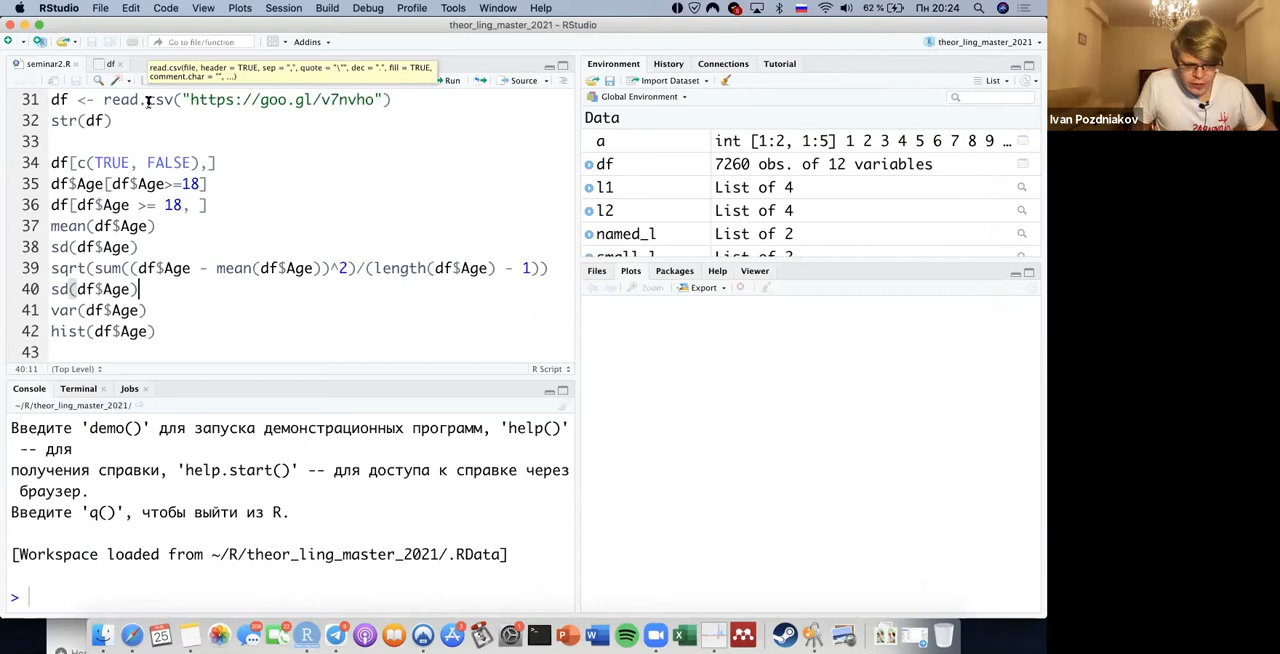 RStudio File Edit Code View Plots Session Build Debug Profile Tools Window Help 62 % Пн 20:24
theor_ling_master_2021 - RStudio
Go to file/function Addins theor_ling_master_2021
seminar2.R df
read.csv(file, header = TRUE, sep = ",", quote = "\"", dec = ".", fill = TRUE,
comment.char = "", ...)
Run Source
31 df <- read.csv("https://goo.gl/v7nvho")
32 str(df)
33
34 df[c(TRUE, FALSE),]
35 df$Age[df$Age>=18]
36 df[df$Age >= 18, ]
37 mean(df$Age)
38 sd(df$Age)
39 sqrt(sum((df$Age - mean(df$Age))^2)/(length(df$Age) - 1))
40 sd(df$Age)
41 var(df$Age)
42 hist(df$Age)
43
40:11 (Top Level) R Script
Console Terminal Jobs
~/R/theor_ling_master_2021/
Введите 'demo()' для запуска демонстрационных программ, 'help()'
-- для
получения справки, 'help.start()' -- для доступа к справке через
браузер.
Введите 'q()', чтобы выйти из R.
[Workspace loaded from ~/R/theor_ling_master_2021/.RData]
>
Environment History Connections Tutorial
Import Dataset List
Global Environment
Data
a int [1:2, 1:5] 1 2 3 4 5 6 7 8 9 …
df 7260 obs. of 12 variables
l1 List of 4
l2 List of 4
named_l List of 2
small_l List of 2
Files Plots Packages Help Viewer
Zoom Export
Ivan Pozdniakov